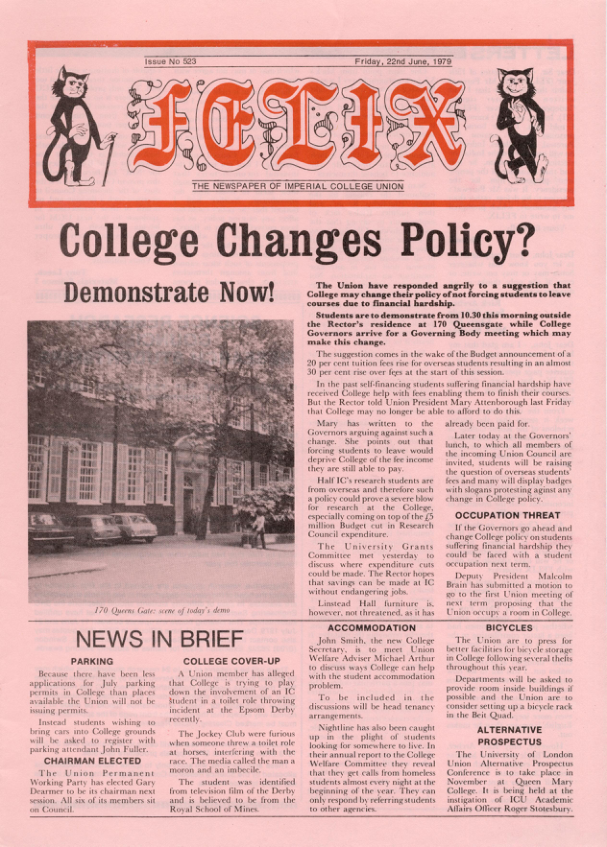 Issue No 523
Friday, 22nd June, 1979
FELIX
THE NEWSPAPER OF IMPERIAL COLLEGE UNION
College Changes Policy?
Demonstrate Now!
170 Queens Gate: scene of today's demo
The Union have responded angrily to a suggestion that
College may change their policy of not forcing students to leave
courses due to financial hardship.
Students are to demonstrate from 10.30 this morning outside
the Rector's residence at 170 Queensgate while College
Governors arrive for a Governing Body meeting which may
make this change.
The suggestion comes in the wake of the Budget announcement of a
20 per cent tuition fees rise for overseas students resulting in an almost
30 per cent rise over fees at the start of this session.
In the past self-financing students suffering financial hardship have
received College help with fees enabling them to finish their courses.
But the Rector told Union President Mary Attenborough last Friday
that College may no longer be able to afford to do this.
Mary has written to the
Governors arguing against such a
change. She points out that
forcing students to leave would
deprive College of the fee income
they are still able to pay.
Half IC's research students are
from overseas and therefore such
a policy could prove a severe blow
for research at the College,
especially coming on top of the £5
million Budget cut in Research
Council expenditure.
The University Grants
Committee met yesterday to
discuss where expenditure cuts
could be made. The Rector hopes
that savings can be made at IC
without endangering jobs.
Linstead Hall furniture is,
however, not threatened, as it has
already been paid for.
Later today at the Governors'
lunch, to which all members of
the incoming Union Council are
invited, students will be raising
the question of overseas students'
fees and many will display badges
with slogans protesting against any
change in College policy.
OCCUPATION THREAT
If the Governors go ahead and
change College policy on students
suffering financial hardship they
could be faced with a student
occupation next term.
Deputy President Malcolm
Brain has submitted a motion to
go to the first Union meeting of
next term proposing that the
Union occupy a room in College.
NEWS IN BRIEF
PARKING
Because there have been less
applications for July parking
permits in College than places
available the Union will not be
issuing permits.
Instead students wishing to
bring cars into College grounds
will be asked to register with
parking attendant John Fuller.
CHAIRMAN ELECTED
The Union Permanent
Working Party has elected Gary
Dearmer to be its chairman next
session. All six of its members sit
on Council.
COLLEGE COVER-UP
A Union member has alleged
that College is trying to play
down the involvement of an IC
Student in a toilet role throwing
incident at the Epsom Derby
recently.
The Jockey Club were furious
when someone threw a toilet role
at horses, interfering with the
race. The media called the man a
moron and an imbecile.
The student was identified
from television film of the Derby
and is believed to be from the
Royal School of Mines.
ACCOMMODATION
John Smith, the new College
Secretary, is to meet Union
Welfare Adviser Michael Arthur
to discuss ways College can help
with the student accommodation
problem.
To be included in the
discussions will be head tenancy
arrangements.
Nightline has also been caught
up in the plight of students
looking for somewhere to live. In
their annual report to the College
Welfare Committee they reveal
that they get calls from homeless
students almost every night at the
beginning of the year. They can
only respond by referring students
to other agencies.
BICYCLES
The Union are to press for
better facilities for bicycle storage
in College following several thefts
throughout this year.
Departments will be asked to
provide room inside buildings if
possible and the Union are to
consider setting up a bicycle rack
in the Beit Quad.
ALTERNATIVE
PROSPECTUS
The University of London
Union Alternative Prospectus
Conference is to take place in
November at Queen Mary
College. It is being held at the
instigation of ICU Academic
Affairs Officer Roger Stotesbury.